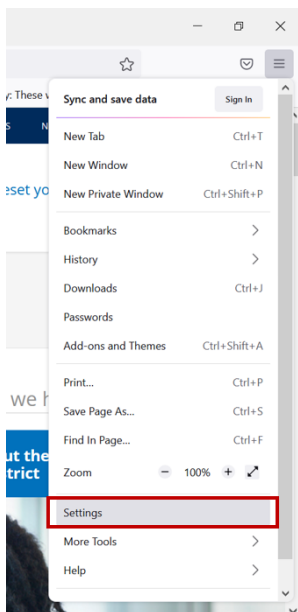 y: These
Sync and save data Sign In
New Tab Ctrl+T
S N
New Window Ctrl+N
eset yo
New Private Window Ctrl+Shift+P
Bookmarks
History
Downloads Ctrl+J
Passwords
Add-ons and Themes Ctrl+Shift+A
Print... Ctrl+P
we h
Save Page As... Ctrl+S
Find In Page... Ctrl+F
ut the
trict
Zoom − 100% +
Settings
More Tools
Help